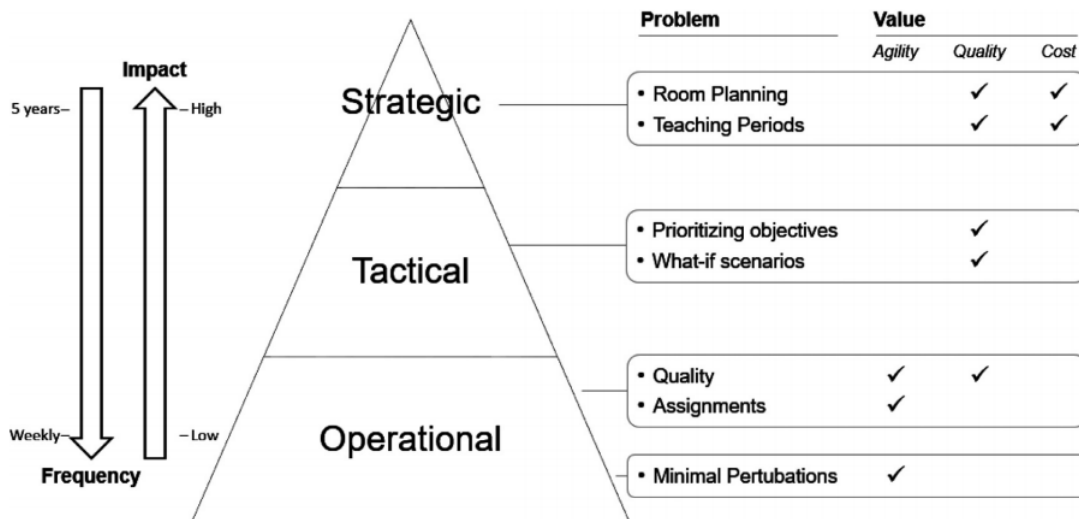 Problem Value
Agility Quality Cost
Impact
5 years
High
Strategic
• Room Planning ✓ ✓
• Teaching Periods ✓ ✓
Tactical
• Prioritizing objectives ✓
• What-if scenarios ✓
• Quality ✓ ✓
• Assignments ✓
Operational
Weekly
Low
Frequency
• Minimal Pertubations ✓